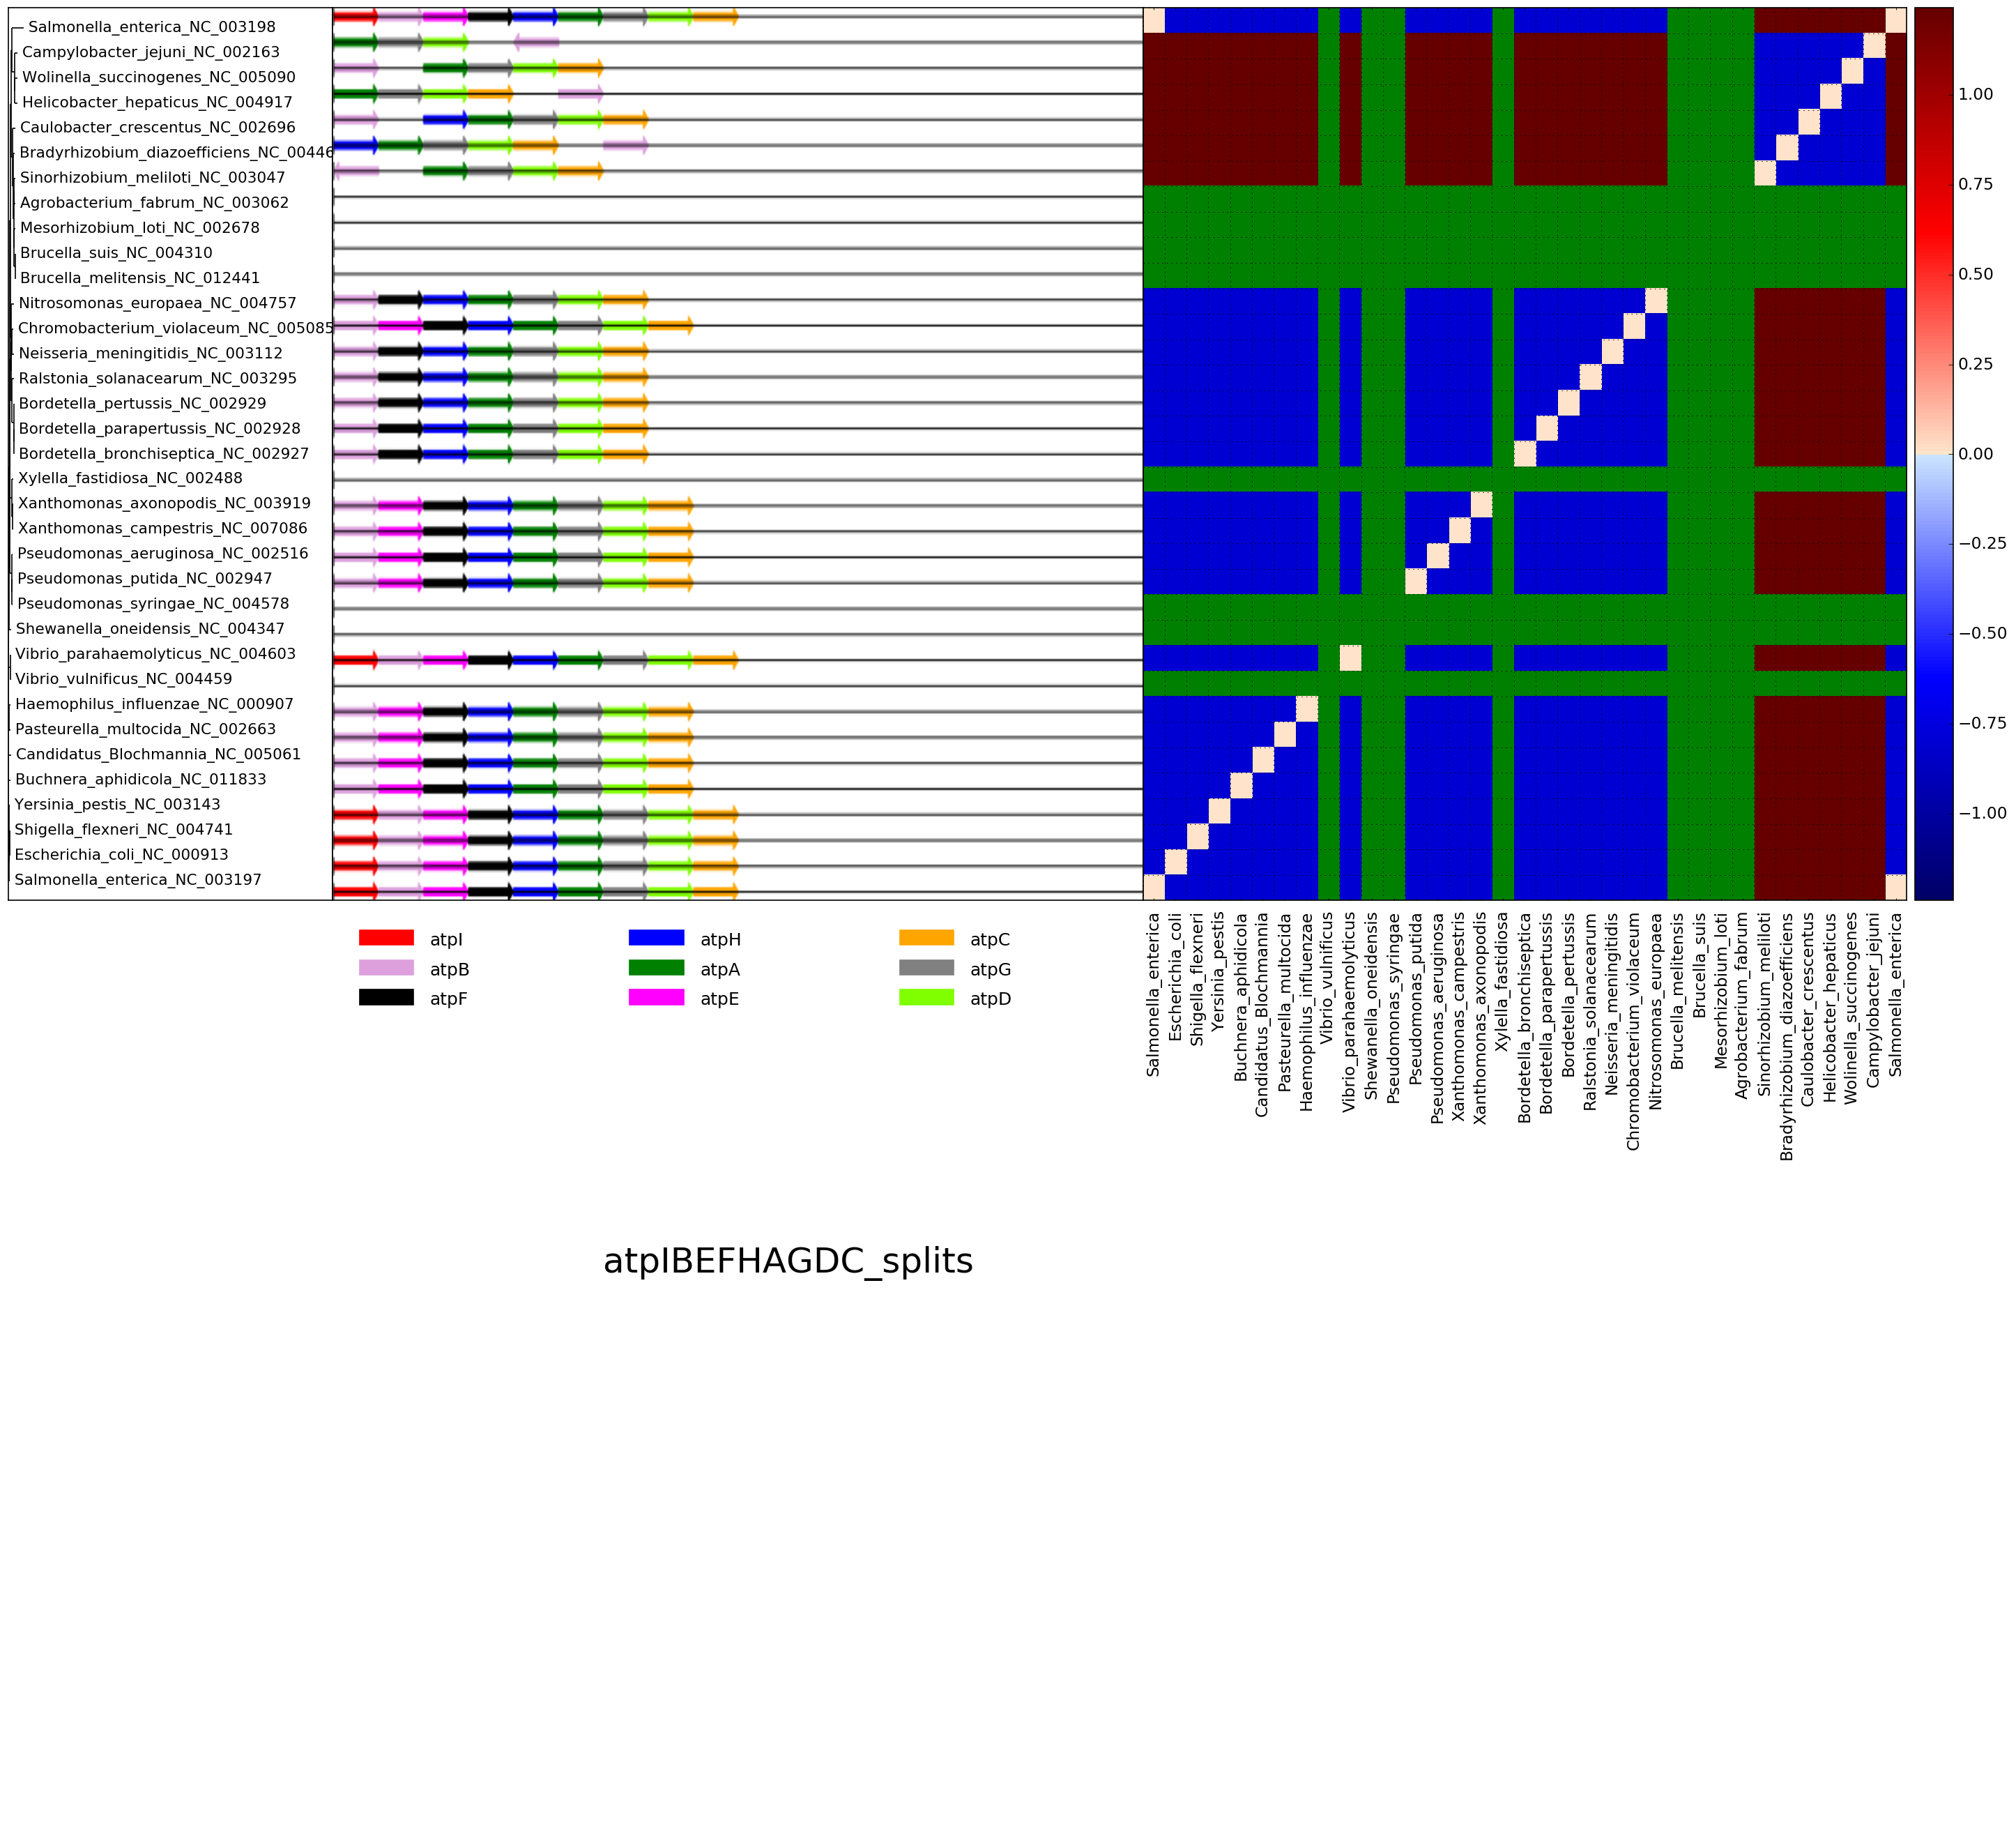 Salmonella_enterica_NC_003198
Campylobacter_jejuni_NC_002163
Wolinella_succinogenes_NC_005090
Helicobacter_hepaticus_NC_004917
Caulobacter_crescentus_NC_002696
Bradyrhizobium_diazoefficiens_NC_00446
Sinorhizobium_meliloti_NC_003047
Agrobacterium_fabrum_NC_003062
Mesorhizobium_loti_NC_002678
Brucella_suis_NC_004310
Brucella_melitensis_NC_012441
Nitrosomonas_europaea_NC_004757
Chromobacterium_violaceum_NC_005085
Neisseria_meningitidis_NC_003112
Ralstonia_solanacearum_NC_003295
Bordetella_pertussis_NC_002929
Bordetella_parapertussis_NC_002928
Bordetella_bronchiseptica_NC_002927
Xylella_fastidiosa_NC_002488
Xanthomonas_axonopodis_NC_003919
Xanthomonas_campestris_NC_007086
Pseudomonas_aeruginosa_NC_002516
Pseudomonas_putida_NC_002947
Pseudomonas_syringae_NC_004578
Shewanella_oneidensis_NC_004347
Vibrio_parahaemolyticus_NC_004603
Vibrio_vulnificus_NC_004459
Haemophilus_influenzae_NC_000907
Pasteurella_multocida_NC_002663
Candidatus_Blochmannia_NC_005061
Buchnera_aphidicola_NC_011833
Yersinia_pestis_NC_003143
Shigella_flexneri_NC_004741
Escherichia_coli_NC_000913
Salmonella_enterica_NC_003197
1.00
0.75
0.50
0.25
0.00
−0.25
−0.50
−0.75
−1.00
atpI
atpB
atpF
atpH
atpA
atpE
atpC
atpG
atpD
Salmonella_enterica
Escherichia_coli
Shigella_flexneri
Yersinia_pestis
Buchnera_aphidicola
Candidatus_Blochmannia
Pasteurella_multocida
Haemophilus_influenzae
Vibrio_vulnificus
Vibrio_parahaemolyticus
Shewanella_oneidensis
Pseudomonas_syringae
Pseudomonas_putida
Pseudomonas_aeruginosa
Xanthomonas_campestris
Xanthomonas_axonopodis
Xylella_fastidiosa
Bordetella_bronchiseptica
Bordetella_parapertussis
Bordetella_pertussis
Ralstonia_solanacearum
Neisseria_meningitidis
Chromobacterium_violaceum
Nitrosomonas_europaea
Brucella_melitensis
Brucella_suis
Mesorhizobium_loti
Agrobacterium_fabrum
Sinorhizobium_meliloti
Bradyrhizobium_diazoefficiens
Caulobacter_crescentus
Helicobacter_hepaticus
Wolinella_succinogenes
Campylobacter_jejuni
Salmonella_enterica
atpIBEFHAGDC_splits